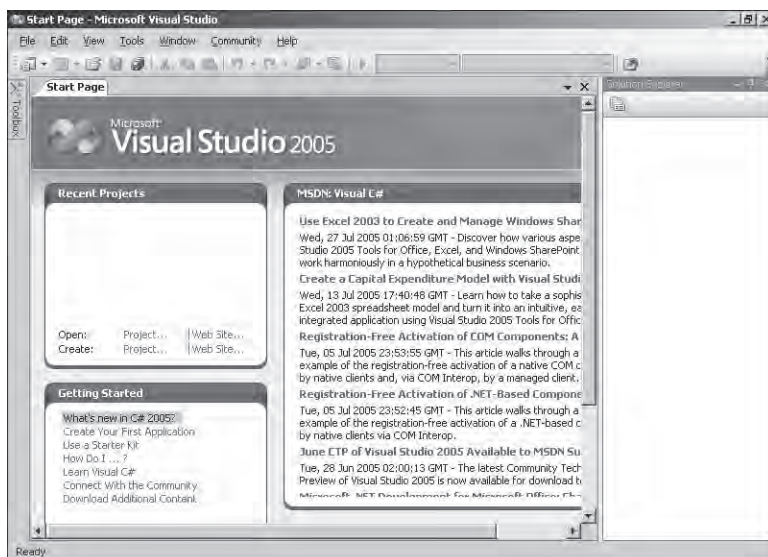 Start Page - Microsoft Visual Studio
File Edit View Tools Window Community Help
Toolbox
Start Page
Solution Explorer
Microsoft
Visual Studio 2005
Recent Projects
Open: Project... | Web Site...
Create: Project... | Web Site...
Getting Started
What's new in C# 2005?
Create Your First Application
Use a Starter Kit
How Do I ... ?
Learn Visual C#
Connect With the Community
Download Additional Content
MSDN: Visual C#
Use Excel 2003 to Create and Manage Windows Shar
Wed, 27 Jul 2005 01:06:59 GMT - Discover how various aspe
Studio 2005 Tools for Office, Excel, and Windows SharePoint
work harmoniously in a hypothetical business scenario.
Create a Capital Expenditure Model with Visual Studi
Wed, 13 Jul 2005 17:40:48 GMT - Learn how to take a sophis
Excel 2003 spreadsheet model and turn it into an intuitive, ea
integrated application using Visual Studio 2005 Tools for Offic
Registration-Free Activation of COM Components: A
Tue, 05 Jul 2005 23:53:55 GMT - This article walks through a
example of the registration-free activation of a native COM c
by native clients and, via COM Interop, by a managed client.
Registration-Free Activation of .NET-Based Compone
Tue, 05 Jul 2005 23:52:45 GMT - This article walks through a
example of the registration-free activation of a .NET-based c
by native clients via COM Interop.
June CTP of Visual Studio 2005 Available to MSDN Su
Tue, 28 Jun 2005 02:00:13 GMT - The latest Community Tech
Preview of Visual Studio 2005 is now available for download t
Microsoft .NET Development for Microsoft Office: Cha
Ready